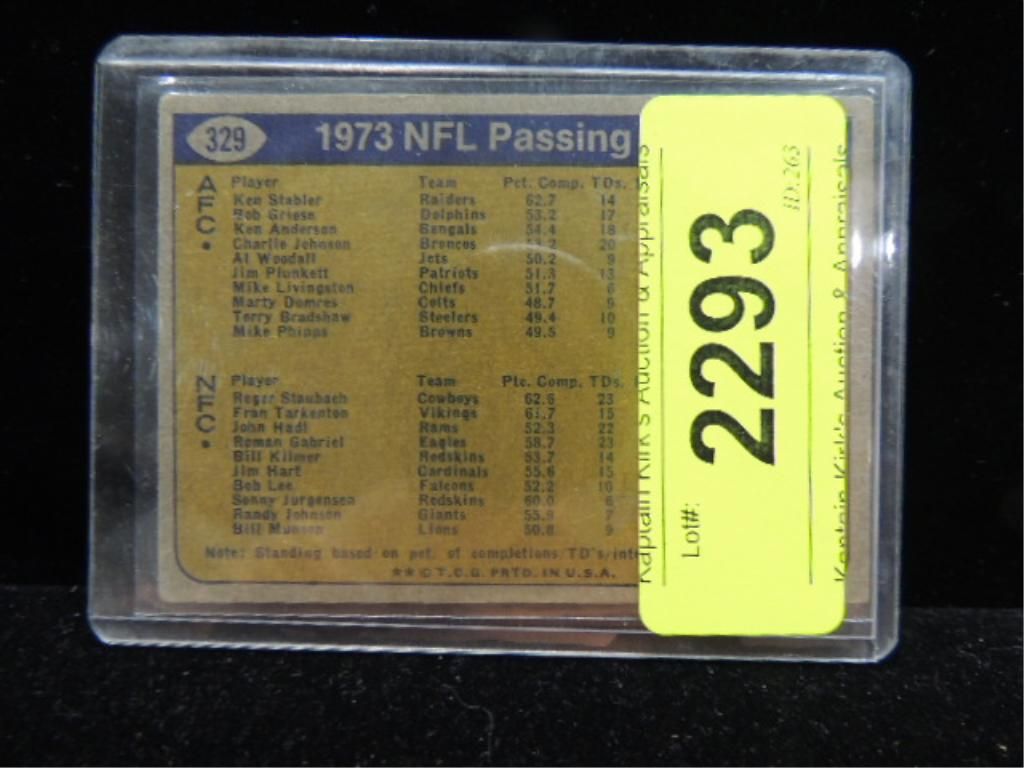 329 1973 NFL Passing
AFC •
Player Team Pct. Comp. TDs.
Ken Stabler Raiders 62.7 14
Bob Griese Dolphins 53.2 17
Ken Anderson Bengals 54.4 18
Charlie Johnson Broncos 53.2 20
Al Woodall Jets 50.2 9
Jim Plunkett Patriots 51.3 13
Mike Livingston Chiefs 51.7 6
Marty Domres Colts 48.7 9
Terry Bradshaw Steelers 49.4 10
Mike Phipps Browns 49.5 9
NFC •
Player Team Ptc. Comp. TDs.
Roger Staubach Cowboys 62.6 23
Fran Tarkenton Vikings 61.7 15
John Hadl Rams 52.3 22
Roman Gabriel Eagles 58.7 23
Bill Kilmer Redskins 53.7 14
Jim Hart Cardinals 55.6 15
Bob Lee Falcons 52.2 10
Sonny Jurgensen Redskins 60.0 6
Randy Johnson Giants 55.9 7
Bill Munson Lions 50.8 9
Note: Standing based on pct. of completions/TD's/int
** © T.C.G. PRTD. IN U.S.A.
Kaptain Kirk's Auction & Appraisals
Lot#: 2293
ID:263
Kaptain Kirk's Auction & Appraisals